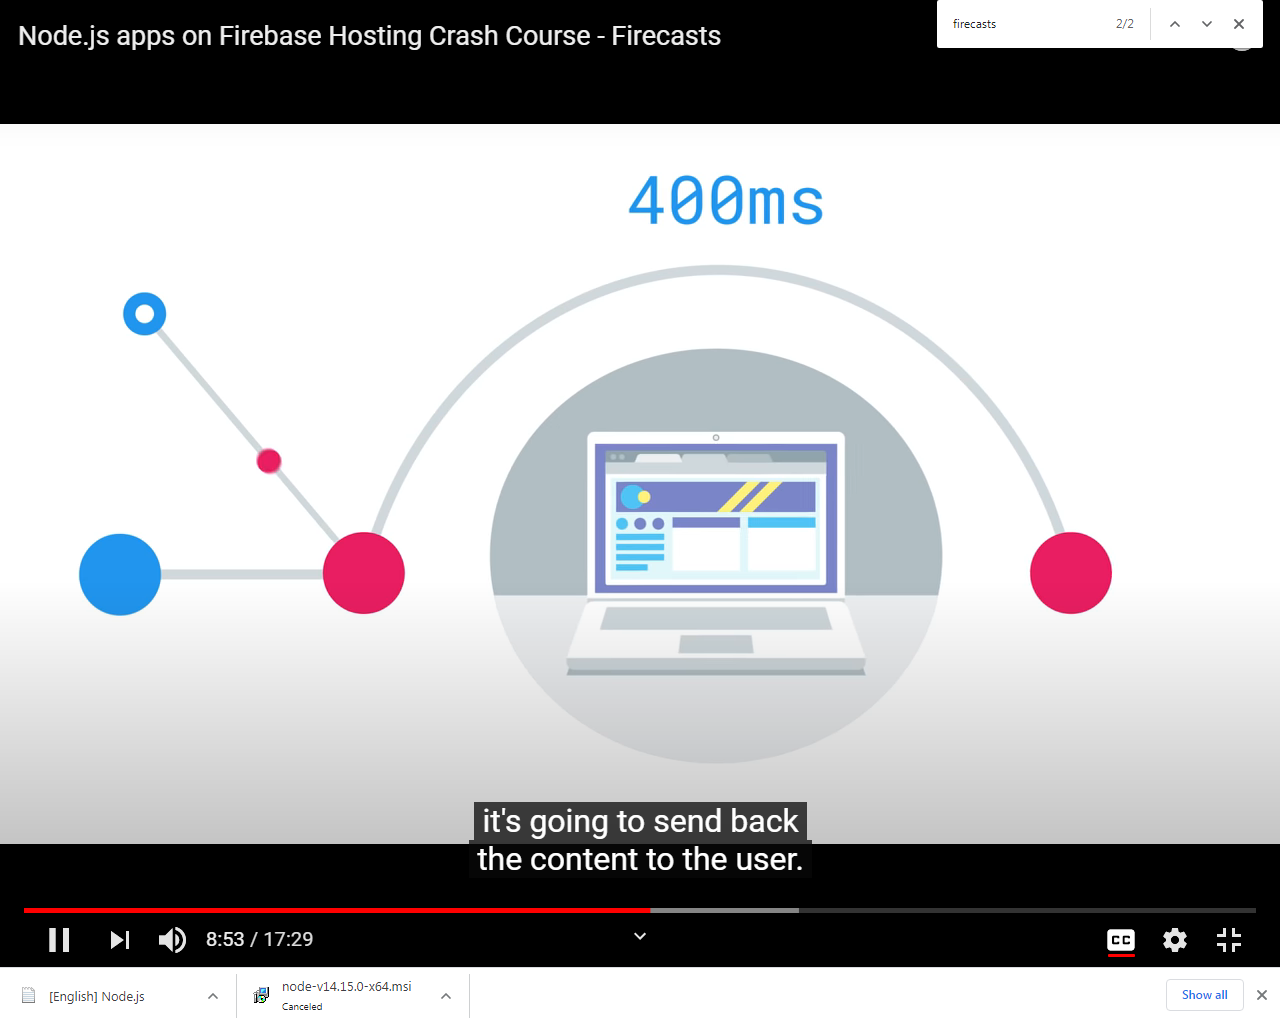 Node.js apps on Firebase Hosting Crash Course - Firecasts
firecasts 2/2
400ms
it's going to send back
the content to the user.
8:53 / 17:29
CC
[English] Node.js
node-v14.15.0-x64.msi
Canceled
Show all